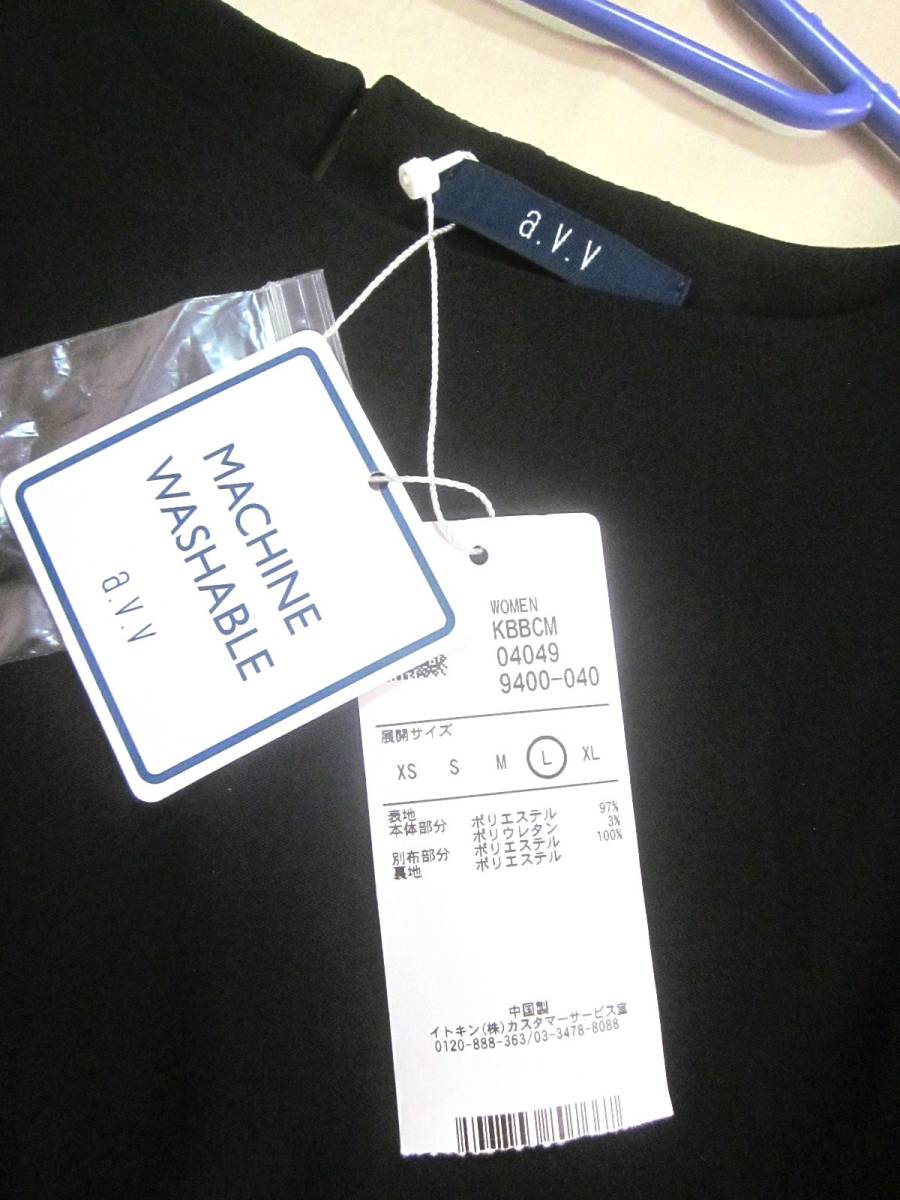 a.v.v
MACHINE
WASHABLE
a.v.v
WOMEN
KBBCM
04049
9400-040
展開サイズ
XS S M L XL
表地
本体部分 ポリエステル 97%
ポリウレタン 3%
別布部分 ポリエステル 100%
裏地 ポリエステル
中国製
イトキン(株)カスタマーサービス室
0120-888-363/03-3478-8088